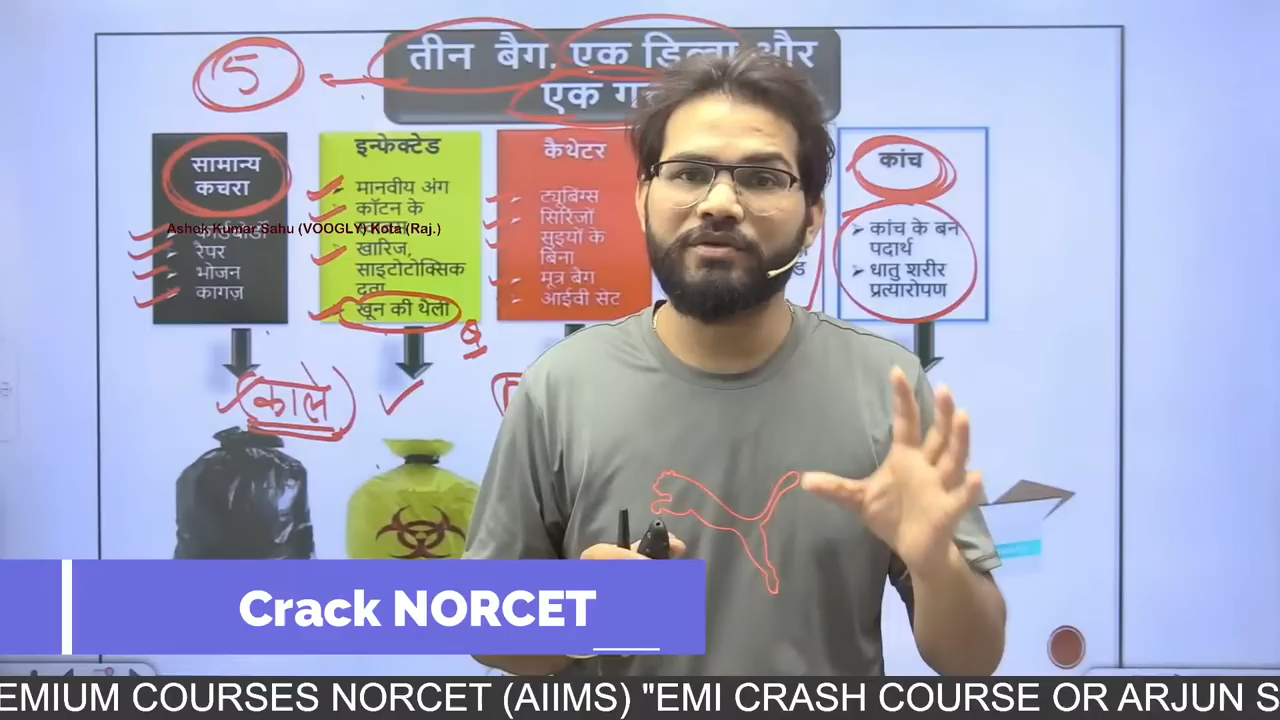 5
तीन बैग, एक डिब्बा और
एक
सामान्य
कचरा
रैपर
भोजन
कागज़
इन्फेक्टेड
मानवीय अंग
कॉटन के
खारिज,
साइटोटोक्सिक
दवा
खून की थैली
कैथेटर
ट्यूबिंग्स
सिरिंजों
सुइयों के
बिना
मूत्र बैग
आईवी सेट
कांच
कांच के बने
पदार्थ
धातु शरीर
प्रत्यारोपण
Ashok Kumar Sahu (VOOGLY) Kota (Raj.)
(काले)
Crack NORCET
EMIUM COURSES NORCET (AIIMS) "EMI CRASH COURSE OR ARJUN S